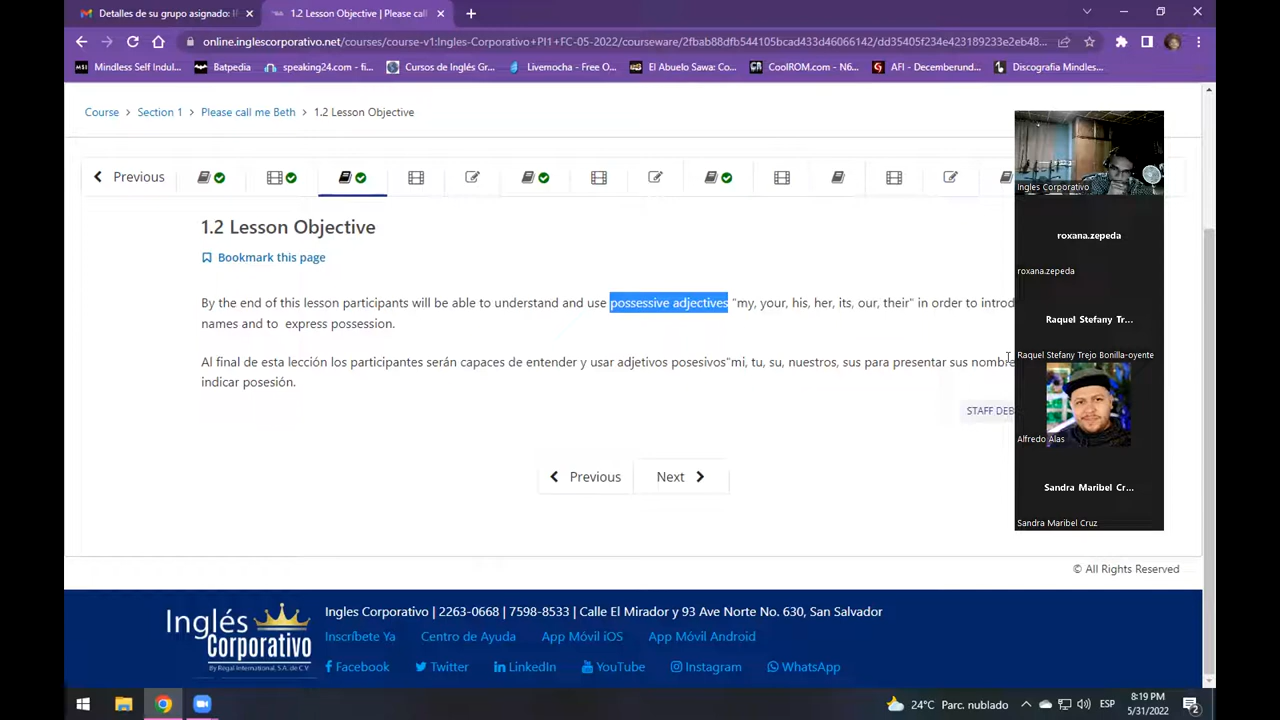 Detalles de su grupo asignado: I
1.2 Lesson Objective | Please call
online.inglescorporativo.net/courses/course-v1:Ingles-Corporativo+PI1+FC-05-2022/courseware/2fbab88dfb544105bcad433d46066142/dd35405f234e423189233e2eb48...
Mindless Self Indul...
Batpedia
speaking24.com - fi...
Cursos de Inglés Gr...
Livemocha - Free O...
El Abuelo Sawa: Co...
CoolROM.com - N6...
AFI - Decemberund...
Discografia Mindles...
Course > Section 1 > Please call me Beth > 1.2 Lesson Objective
Previous
1.2 Lesson Objective
Bookmark this page
By the end of this lesson participants will be able to understand and use possessive adjectives "my, your, his, her, its, our, their" in order to introd
names and to express possession.
Al final de esta lección los participantes serán capaces de entender y usar adjetivos posesivos"mi, tu, su, nuestros, sus para presentar sus nombre
indicar posesión.
STAFF DEB
Previous
Next
Ingles Corporativo
roxana.zepeda
roxana.zepeda
Raquel Stefany Tr...
Raquel Stefany Trejo Bonilla-oyente
Alfredo Alas
Sandra Maribel Cr...
Sandra Maribel Cruz
© All Rights Reserved
Inglés
Corporativo
By Regal International, S.A. de C.V.
Ingles Corporativo | 2263-0668 | 7598-8533 | Calle El Mirador y 93 Ave Norte No. 630, San Salvador
Inscríbete Ya
Centro de Ayuda
App Móvil iOS
App Móvil Android
Facebook
Twitter
LinkedIn
YouTube
Instagram
WhatsApp
24°C Parc. nublado
ESP
8:19 PM
5/31/2022
2